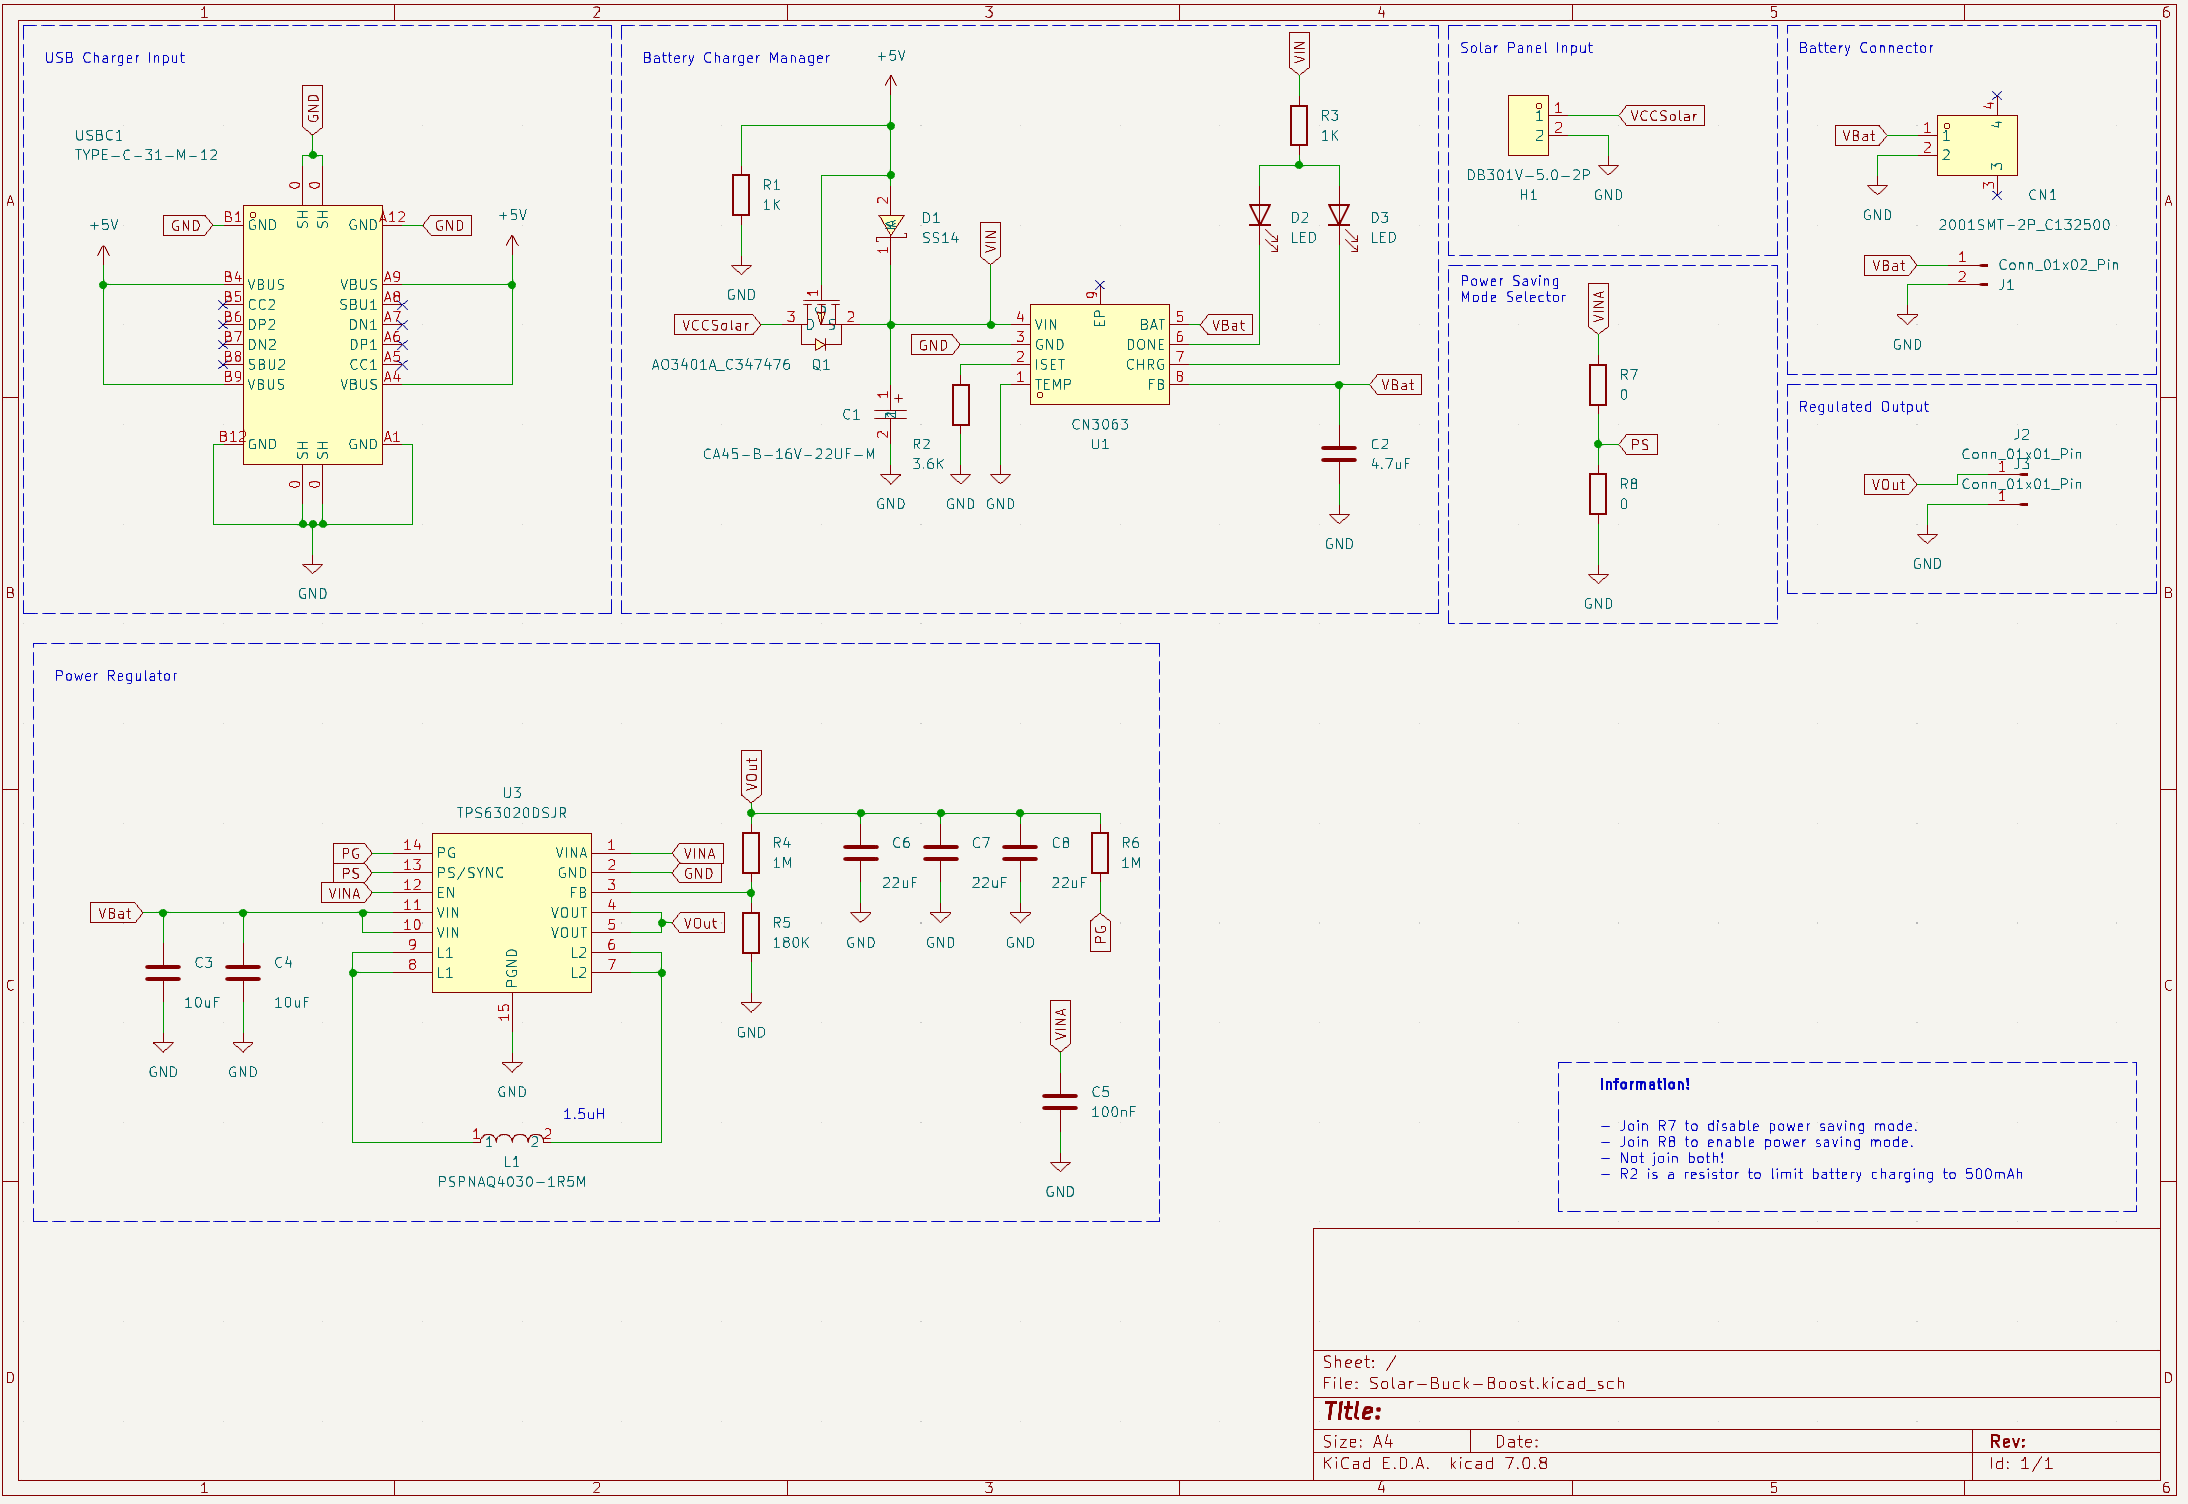 1 2 3 4 5 6
USB Charger Input
GND
USBC1
TYPE-C-31-M-12
0 0
+5V
+5V
GND B1 GND SH SH GND A12 GND
B4 VBUS VBUS A9
B5 CC2 SBU1 A8
B6 DP2 DN1 A7
B7 DN2 DP1 A6
B8 SBU2 CC1 A5
B9 VBUS VBUS A4
B12 GND SH SH GND A1
0 0
GND
Battery Charger Manager
+5V
R1
1K
GND
2
D1
SS14
1
VIN
VCCSolar 3 D G S 2
1
AO3401A_C347476 Q1
C1 1 +
2
CA45-B-16V-22UF-M
GND
R2
3.6K
GND
GND
GND
9
EP
4 VIN BAT 5 VBat
3 GND DONE 6
2 ISET CHRG 7
1 TEMP FB 8 VBat
CN3063
U1
VIN
R3
1K
D2
LED
D3
LED
C2
4.7uF
GND
Solar Panel Input
1 1 VCCSolar
2 2
DB301V-5.0-2P
H1
GND
Power Saving
Mode Selector
VINA
R7
0
PS
R8
0
GND
Battery Connector
4
4
VBat 1 1
2 2
3
3
CN1
GND
2001SMT-2P_C132500
VBat 1 Conn_01x02_Pin
2 J1
GND
Regulated Output
J2
Conn_01x01_Pin
1 J3
VOut Conn_01x01_Pin
1
GND
A A
B B
C C
D D
Power Regulator
U3
TPS63020DSJR
PG 14 PG VINA 1 VINA
PS 13 PS/SYNC GND 2 GND
VINA 12 EN FB 3
VBat 11 VIN VOUT 4
10 VIN VOUT 5 VOut
9 L1 L2 6
8 L1 L2 7
PGND
15
GND
C3
10uF
GND
C4
10uF
GND
1.5uH
1 1 2 2
L1
PSPNAQ4030-1R5M
VOut
R4
1M
R5
180K
GND
C6
22uF
GND
C7
22uF
GND
C8
22uF
GND
R6
1M
PG
VINA
C5
100nF
GND
Information!
- Join R7 to disable power saving mode.
- Join R8 to enable power saving mode.
- Not join both!
- R2 is a resistor to limit battery charging to 500mAh
Sheet: /
File: Solar-Buck-Boost.kicad_sch
Title:
Size: A4 Date: Rev:
KiCad E.D.A. kicad 7.0.8 Id: 1/1
1 2 3 4 5 6